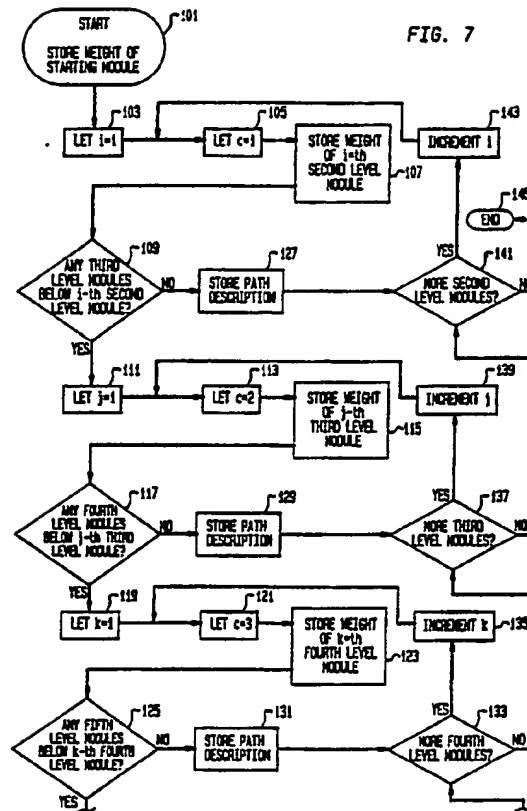 START
101
STORE WEIGHT OF
STARTING MODULE
FIG. 7
103
LET i=1
105
LET c=1
STORE WEIGHT
OF i-th
SECOND LEVEL
MODULE
107
143
INCREMENT i
145
END
109
ANY THIRD
LEVEL MODULES
BELOW i-th SECOND
LEVEL MODULE?
NO
127
STORE PATH
DESCRIPTION
YES
141
MORE SECOND
LEVEL MODULES?
NO
YES
111
LET j=1
113
LET c=2
STORE WEIGHT
OF j-th
THIRD LEVEL
MODULE
115
139
INCREMENT j
117
ANY FOURTH
LEVEL MODULES
BELOW j-th THIRD
LEVEL MODULE?
NO
129
STORE PATH
DESCRIPTION
YES
137
MORE THIRD
LEVEL MODULES?
NO
YES
119
LET k=1
121
LET c=3
STORE WEIGHT
OF k-th
FOURTH LEVEL
MODULE
123
INCREMENT k
135
125
ANY FIFTH
LEVEL MODULES
BELOW k-th FOURTH
LEVEL MODULE?
NO
131
STORE PATH
DESCRIPTION
YES
133
MORE FOURTH
LEVEL MODULES?
NO
YES